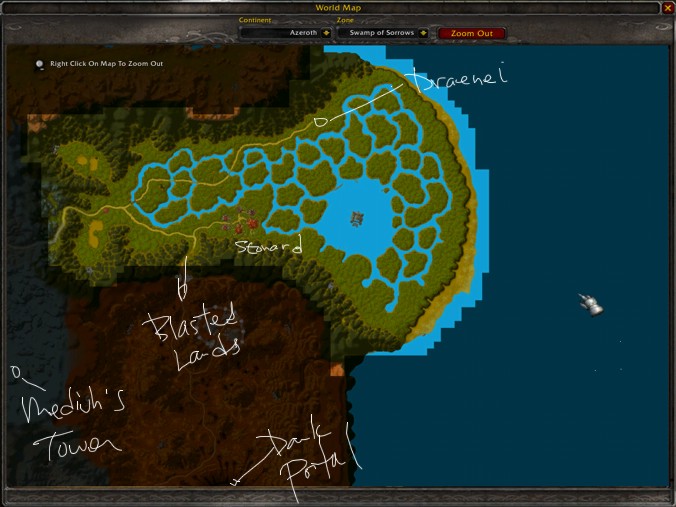 World Map
Continent
Zone
Azeroth
Swamp of Sorrows
Zoom Out
Right Click On Map To Zoom Out
Draenei
Stonard
Blasted
Lands
Medivh's
Tower
Dark
Portal